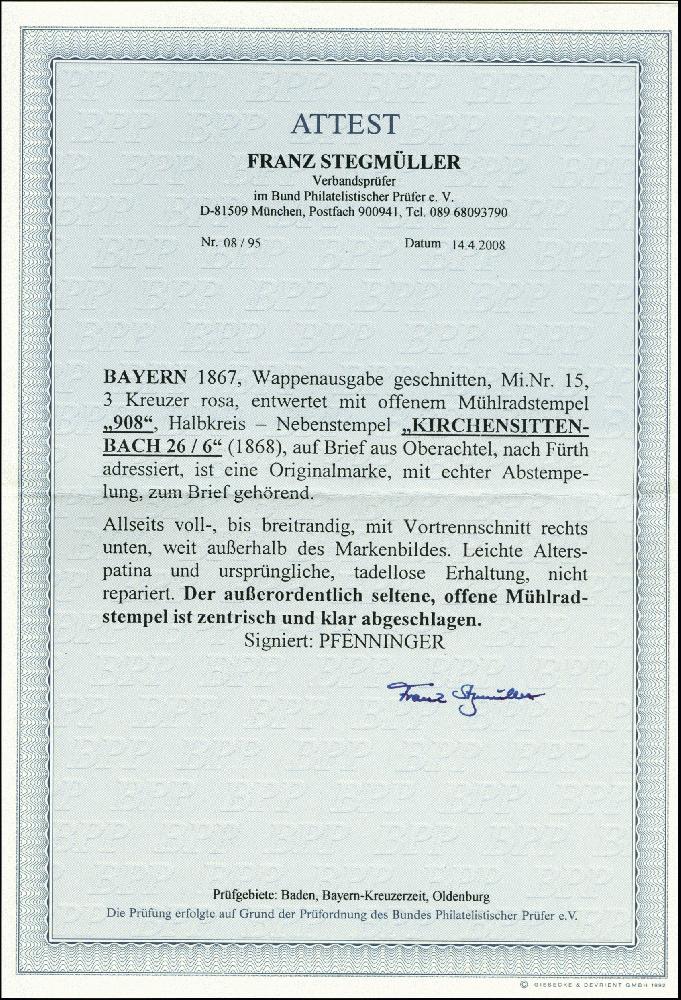 ATTEST
FRANZ STEGMÜLLER
Verbandsprüfer
im Bund Philatelistischer Prüfer e. V.
D-81509 München, Postfach 900941, Tel. 089 68093790
Nr. 08 / 95 Datum 14.4.2008
BAYERN 1867, Wappenausgabe geschnitten, Mi.Nr. 15,
3 Kreuzer rosa, entwertet mit offenem Mühlradstempel
„908“, Halbkreis – Nebenstempel „KIRCHENSITTEN-
BACH 26 / 6“ (1868), auf Brief aus Oberachtel, nach Fürth
adressiert, ist eine Originalmarke, mit echter Abstempe-
lung, zum Brief gehörend.
Allseits voll-, bis breitrandig, mit Vortrennschnitt rechts
unten, weit außerhalb des Markenbildes. Leichte Alters-
patina und ursprüngliche, tadellose Erhaltung, nicht
repariert. Der außerordentlich seltene, offene Mühlrad-
stempel ist zentrisch und klar abgeschlagen.
Signiert: PFENNINGER
Franz Stegmüller
Prüfgebiete: Baden, Bayern-Kreuzerzeit, Oldenburg
Die Prüfung erfolgte auf Grund der Prüfordnung des Bundes Philatelistischer Prüfer e.V.
© GIESECKE & DEVRIENT GMBH 1992